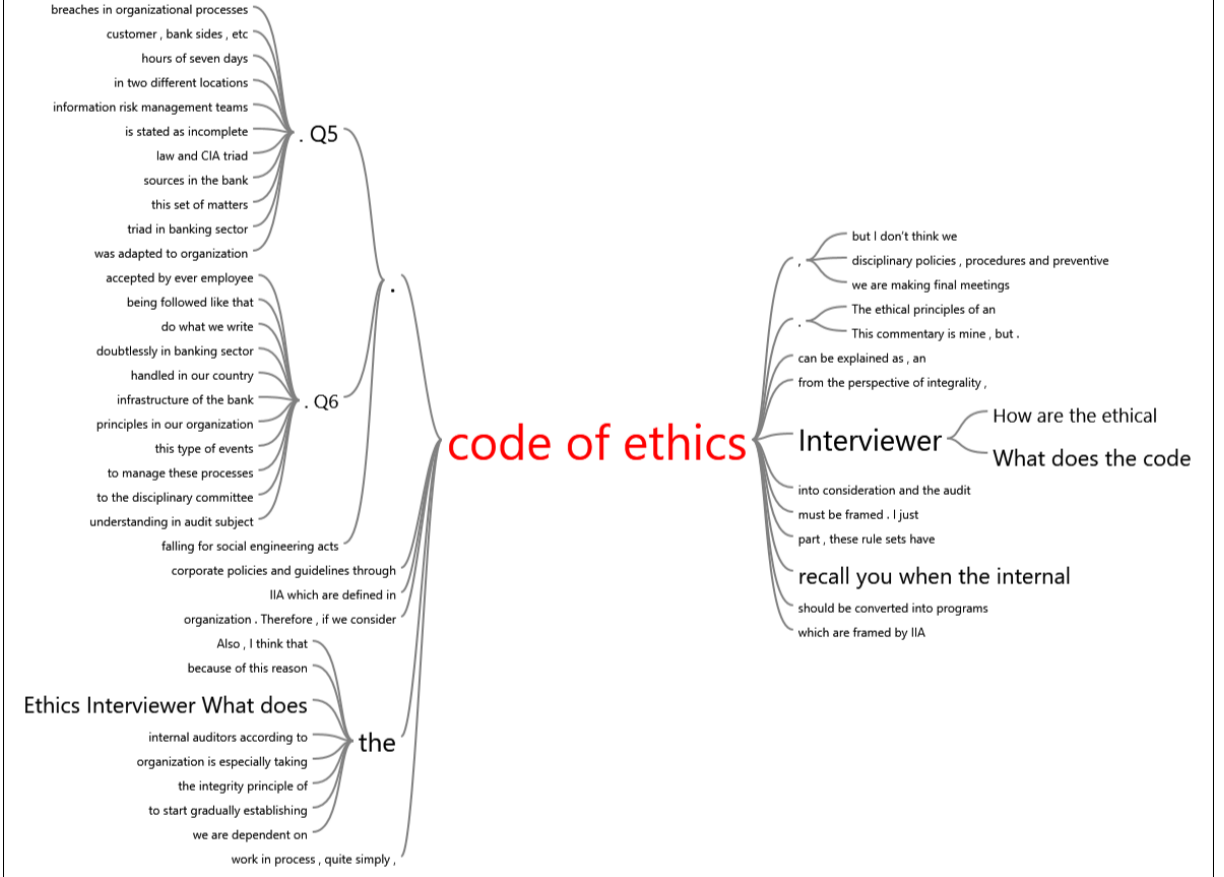 breaches in organizational processes
customer , bank sides , etc
hours of seven days
in two different locations
information risk management teams
is stated as incomplete
law and CIA triad
sources in the bank
this set of matters
triad in banking sector
was adapted to organization
. Q5
accepted by ever employee
being followed like that
do what we write
doubtlessly in banking sector
handled in our country
infrastructure of the bank
principles in our organization
this type of events
to manage these processes
to the disciplinary committee
understanding in audit subject
. Q6
falling for social engineering acts
.
corporate policies and guidelines through
IIA which are defined in
organization . Therefore , if we consider
Also , I think that
because of this reason
Ethics Interviewer What does
internal auditors according to
organization is especially taking
the integrity principle of
to start gradually establishing
we are dependent on
the
work in process , quite simply ,
code of ethics
.
but I don't think we
disciplinary policies , procedures and preventive
we are making final meetings
.
The ethical principles of an
This commentary is mine , but .
can be explained as , an
from the perspective of integrality ,
Interviewer
How are the ethical
What does the code
into consideration and the audit
must be framed . I just
part , these rule sets have
recall you when the internal
should be converted into programs
which are framed by IIA